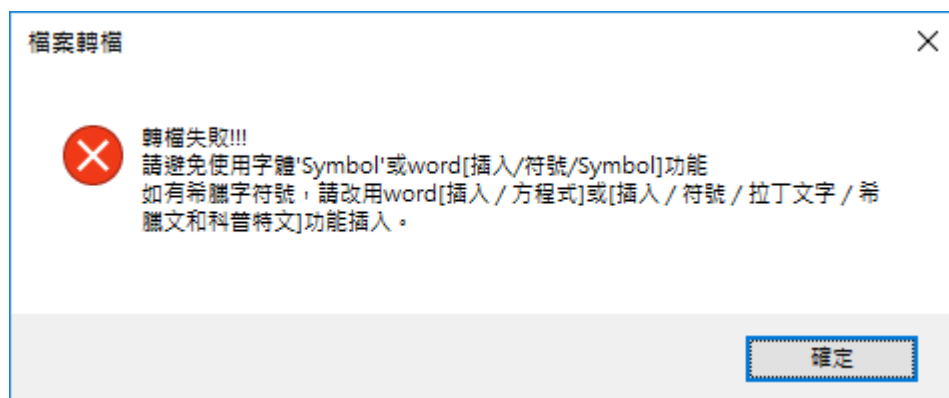 檔案轉檔
轉檔失敗!!!
請避免使用字體'Symbol'或word[插入/符號/Symbol]功能
如有希臘字符號，請改用word[插入 / 方程式]或[插入 / 符號 / 拉丁文字 / 希
臘文和科普特文]功能插入。
確定